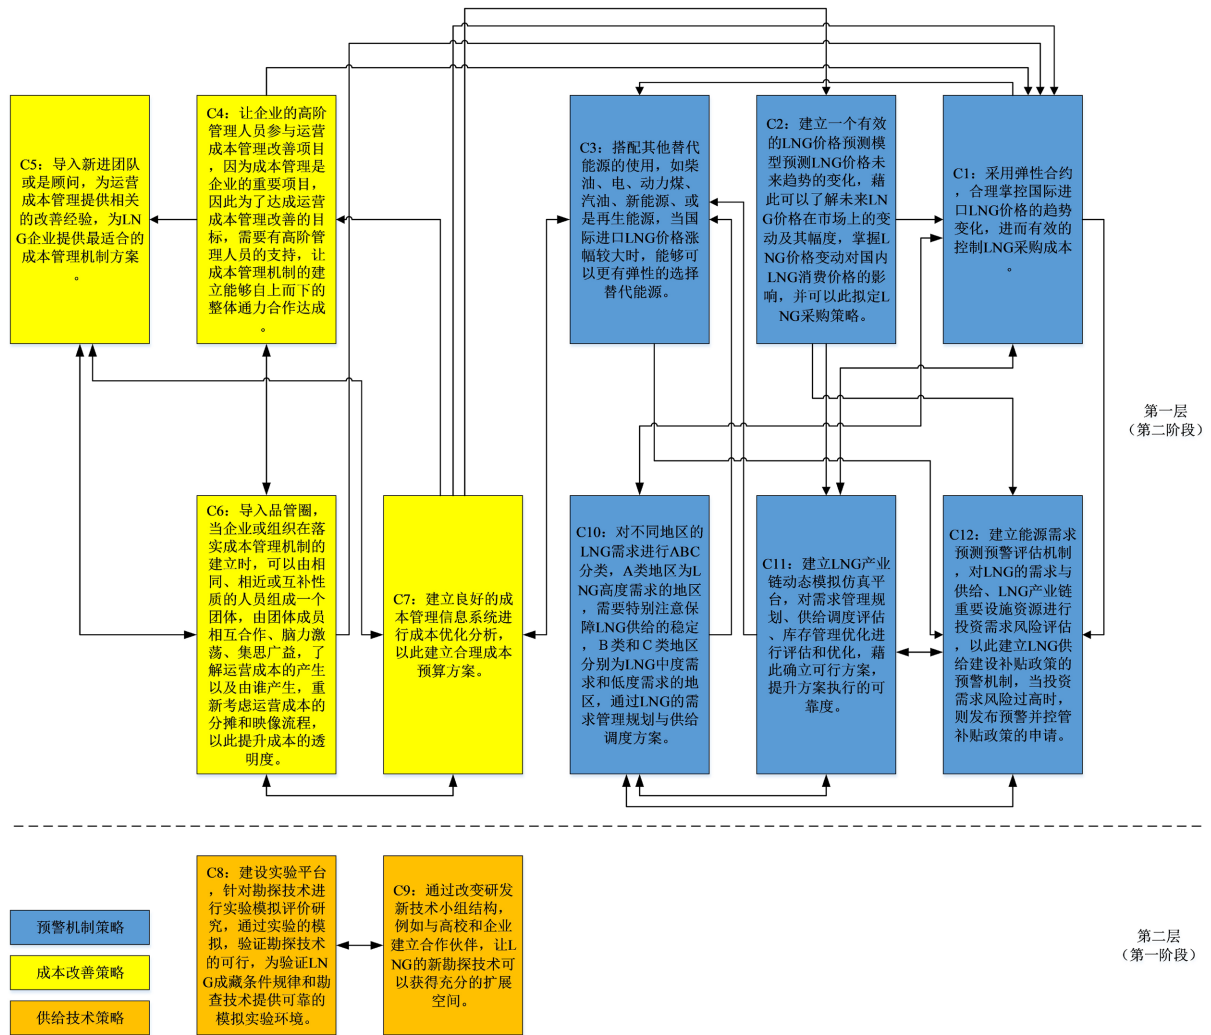 C5：导入新进团队
或是顾问，为运营
成本管理提供相关
的改善经验，为LN
G企业提供最适合的
成本管理机制方案
。
C4：让企业的高阶
管理人员参与运营
成本管理改善项目
，因为成本管理是
企业的重要项目，
因此为了达成运营
成本管理改善的目
标，需要有高阶管
理人员的支持，让
成本管理机制的建
立能够自上而下的
整体通力合作达成
。
C3：搭配其他替代
能源的使用，如柴
油、电、动力煤、
汽油、新能源、或
是再生能源，当国
际进口LNG价格涨
幅较大时，能够可
以更有弹性的选择
替代能源。
C2：建立一个有效
的LNG价格预测模
型预测LNG价格未
来趋势的变化，藉
此可以了解未来LN
G价格在市场上的变
动及其幅度，掌握L
NG价格变动对国内
LNG消费价格的影
响，并可以此拟定L
NG采购策略。
C1：采用弹性合约
，合理掌控国际进
口LNG价格的趋势
变化，进而有效的
控制LNG采购成本
。
第一层
（第二阶段）
C6：导入品管圈，
当企业或组织在落
实成本管理机制的
建立时，可以由相
同、相近或互补性
质的人员组成一个
团体，由团体成员
相互合作、脑力激
荡、集思广益，了
解运营成本的产生
以及由谁产生，重
新考虑运营成本的
分摊和映像流程，
以此提升成本的透
明度。
C7：建立良好的成
本管理信息系统进
行成本优化分析，
以此建立合理成本
预算方案。
C10：对不同地区的
LNG需求进行ABC
分类，A类地区为L
NG高度需求的地区
，需要特别注意保
障LNG供给的稳定
，B类和C类地区
分别为LNG中度需
求和低度需求的地
区，通过LNG的需
求管理规划与供给
调度方案。
C11：建立LNG产业
链动态模拟仿真平
台，对需求管理规
划、供给调度评估
、库存管理优化进
行评估和优化，藉
此确立可行方案，
提升方案执行的可
靠度。
C12：建立能源需求
预测预警评估机制
，对LNG的需求与
供给、LNG产业链
重要设施资源进行
投资需求风险评估
，以此建立LNG供
给建设补贴政策的
预警机制，当投资
需求风险过高时，
则发布预警并控管
补贴政策的申请。
预警机制策略
成本改善策略
供给技术策略
C8：建设实验平台
，针对勘探技术进
行实验模拟评价研
究，通过实验的模
拟，验证勘探技术
的可行，为验证LN
G成藏条件规律和勘
查技术提供可靠的
模拟实验环境。
C9：通过改变研发
新技术小组结构，
例如与高校和企业
建立合作伙伴，让L
NG的新勘探技术可
以获得充分的扩展
空间。
第二层
（第一阶段）